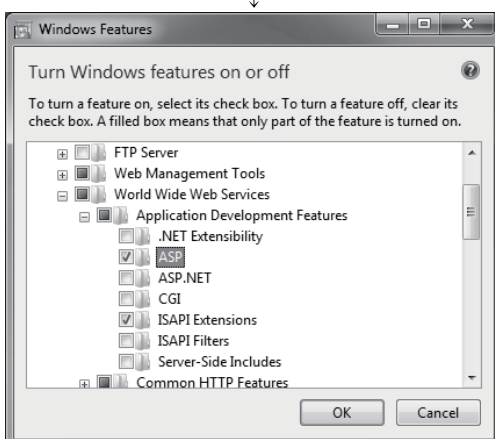 Windows Features
Turn Windows features on or off
To turn a feature on, select its check box. To turn a feature off, clear its
check box. A filled box means that only part of the feature is turned on.
FTP Server
Web Management Tools
World Wide Web Services
Application Development Features
.NET Extensibility
ASP
ASP.NET
CGI
ISAPI Extensions
ISAPI Filters
Server-Side Includes
Common HTTP Features
OK Cancel